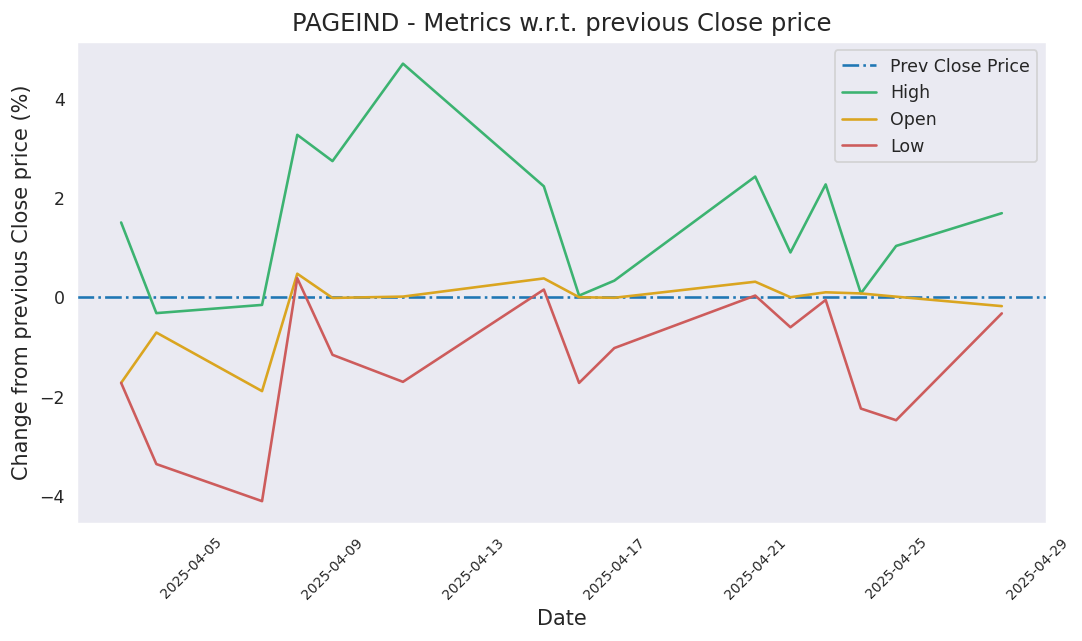 PAGEIND - Metrics w.r.t. previous Close price
Change from previous Close price (%)
4
2
0
−2
−4
Prev Close Price
High
Open
Low
2025-04-05
2025-04-09
2025-04-13
2025-04-17
2025-04-21
2025-04-25
2025-04-29
Date